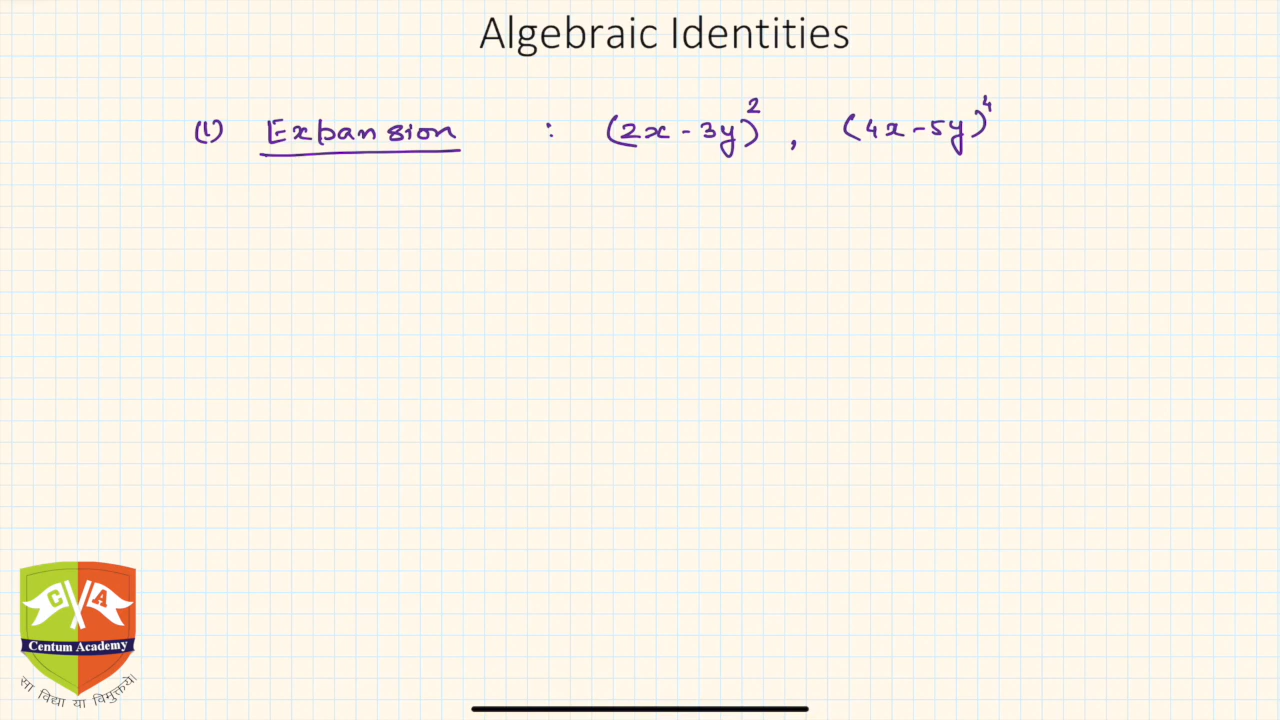 Algebraic Identities
(1) Expansion : (2x - 3y)², (4x - 5y)⁴
C A
Centum Academy
सा विद्या या विमुक्तये